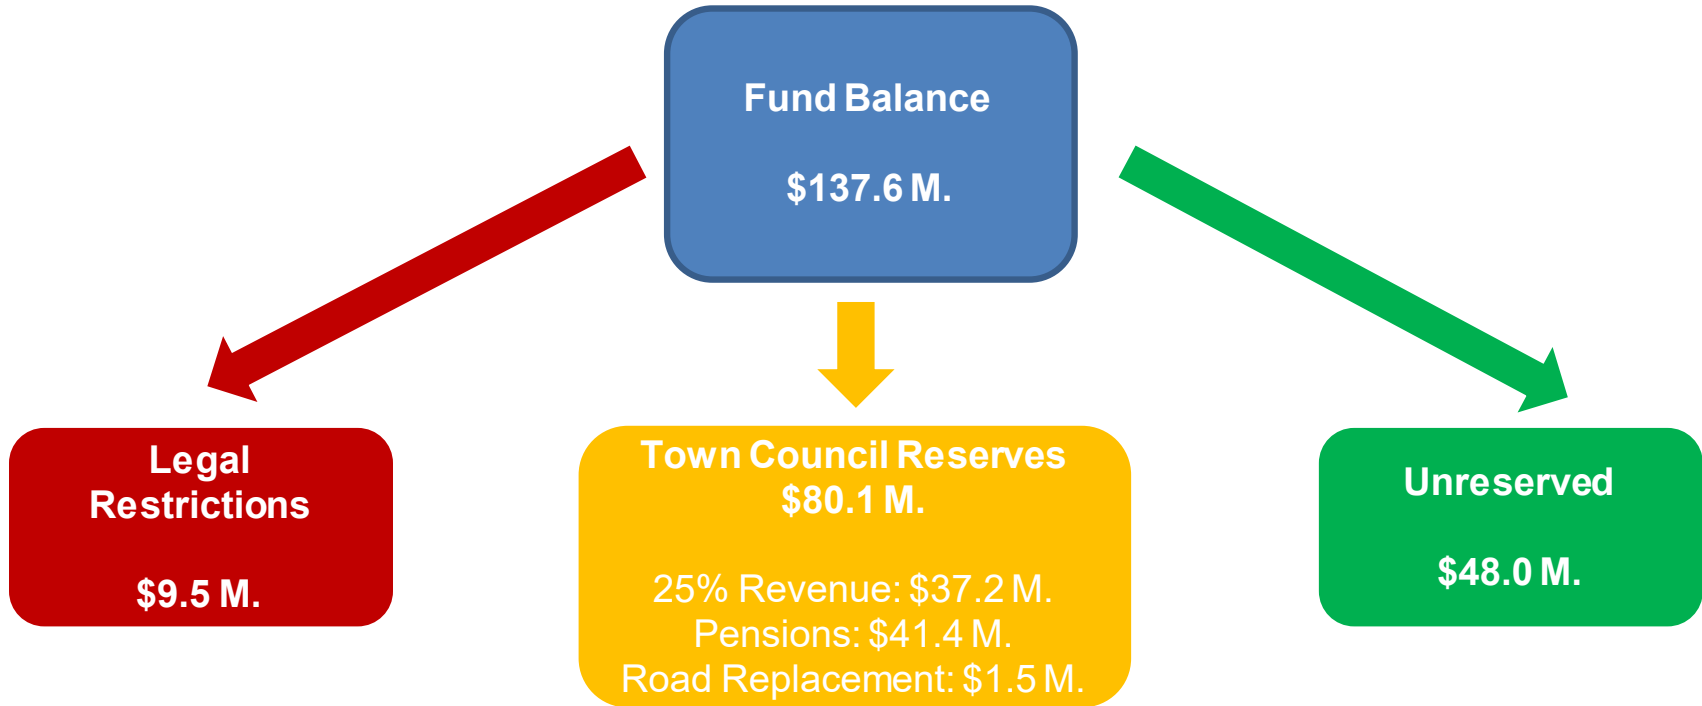 Fund Balance
$137.6 M.
Legal
Restrictions
$9.5 M.
Town Council Reserves
$80.1 M.
25% Revenue: $37.2 M.
Pensions: $41.4 M.
Road Replacement: $1.5 M.
Unreserved
$48.0 M.